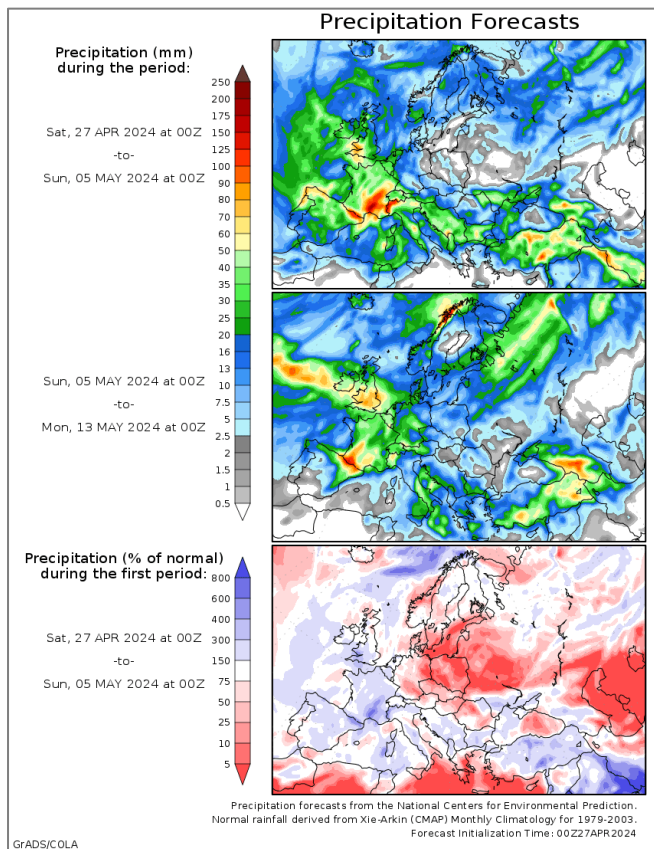 Precipitation Forecasts
Precipitation (mm)
during the period:
Sat, 27 APR 2024 at 00Z
-to-
Sun, 05 MAY 2024 at 00Z
250
200
175
150
125
100
90
80
70
60
50
40
35
30
25
20
16
13
10
7.5
5
2.5
2
1.5
1
0.5
Sun, 05 MAY 2024 at 00Z
-to-
Mon, 13 MAY 2024 at 00Z
Precipitation (% of normal)
during the first period:
Sat, 27 APR 2024 at 00Z
-to-
Sun, 05 MAY 2024 at 00Z
800
600
400
300
150
75
50
25
10
5
Precipitation forecasts from the National Centers for Environmental Prediction.
Normal rainfall derived from Xie-Arkin (CMAP) Monthly Climatology for 1979-2003.
Forecast Initialization Time: 00Z27APR2024
GrADS/COLA